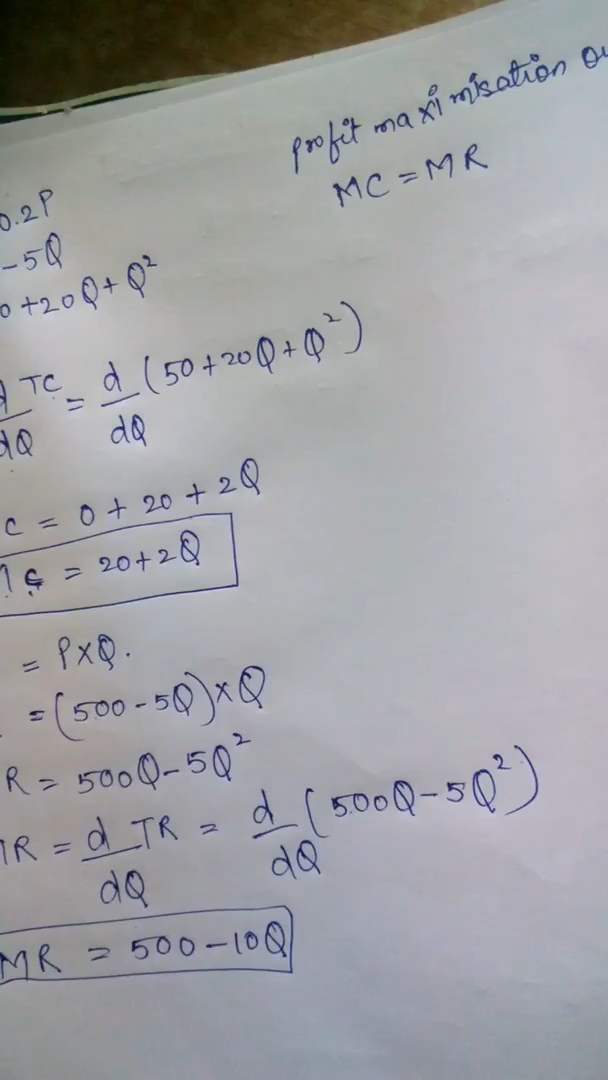 profit maximisation
MC = MR
0.2P
-5Q
0 + 20Q + Q²
d/dQ TC = d/dQ (50 + 20Q + Q²)
C = 0 + 20 + 2Q
= 20 + 2Q
= P×Q.
= (500 - 5Q) × Q
R = 500Q - 5Q²
R = d/dQ TR = d/dQ (500Q - 5Q²)
MR = 500 - 10Q